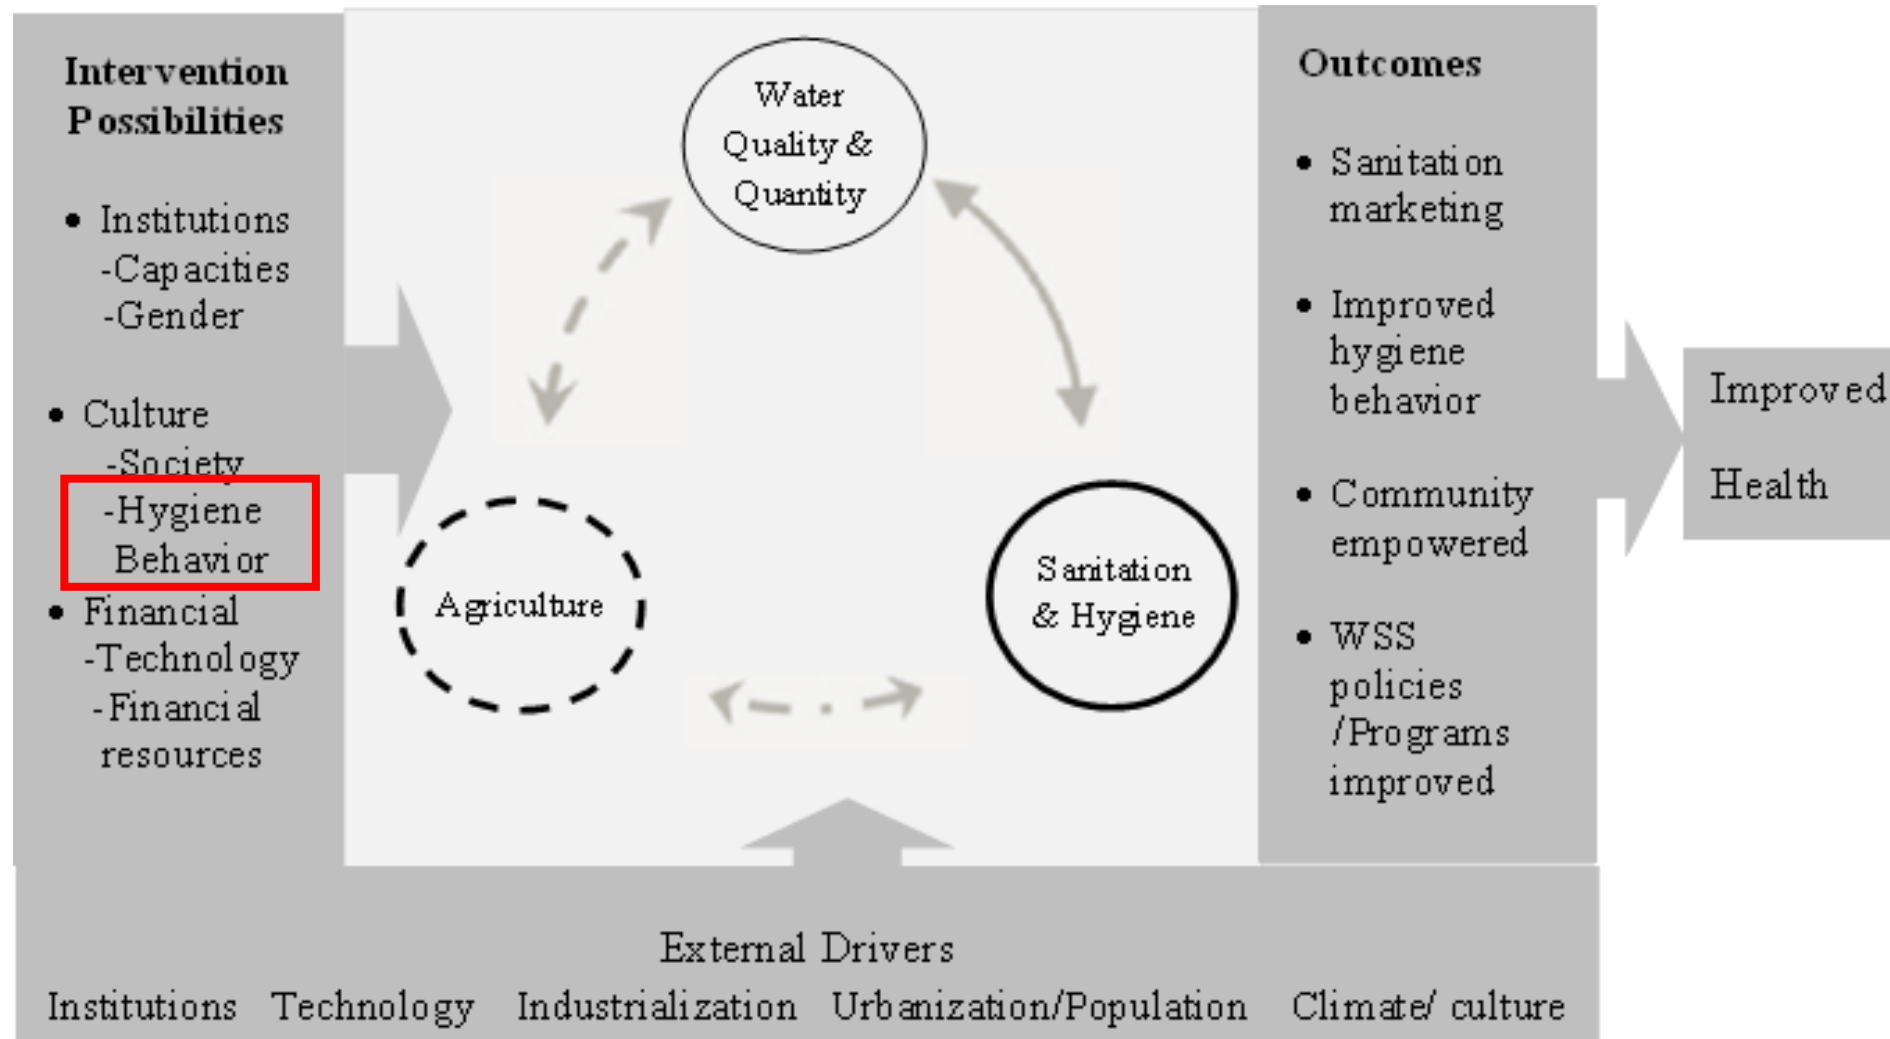 Intervention
Possibilities
• Institutions
-Capacities
-Gender
• Culture
-Society
-Hygiene
Behavior
• Financial
-Technology
-Financial
resources
Water
Quality &
Quantity
Agriculture
Sanitation
& Hygiene
Outcomes
• Sanitation
marketing
• Improved
hygiene
behavior
• Community
empowered
• WSS
policies
/Programs
improved
Improved
Health
External Drivers
Institutions Technology Industrialization Urbanization/Population Climate/ culture